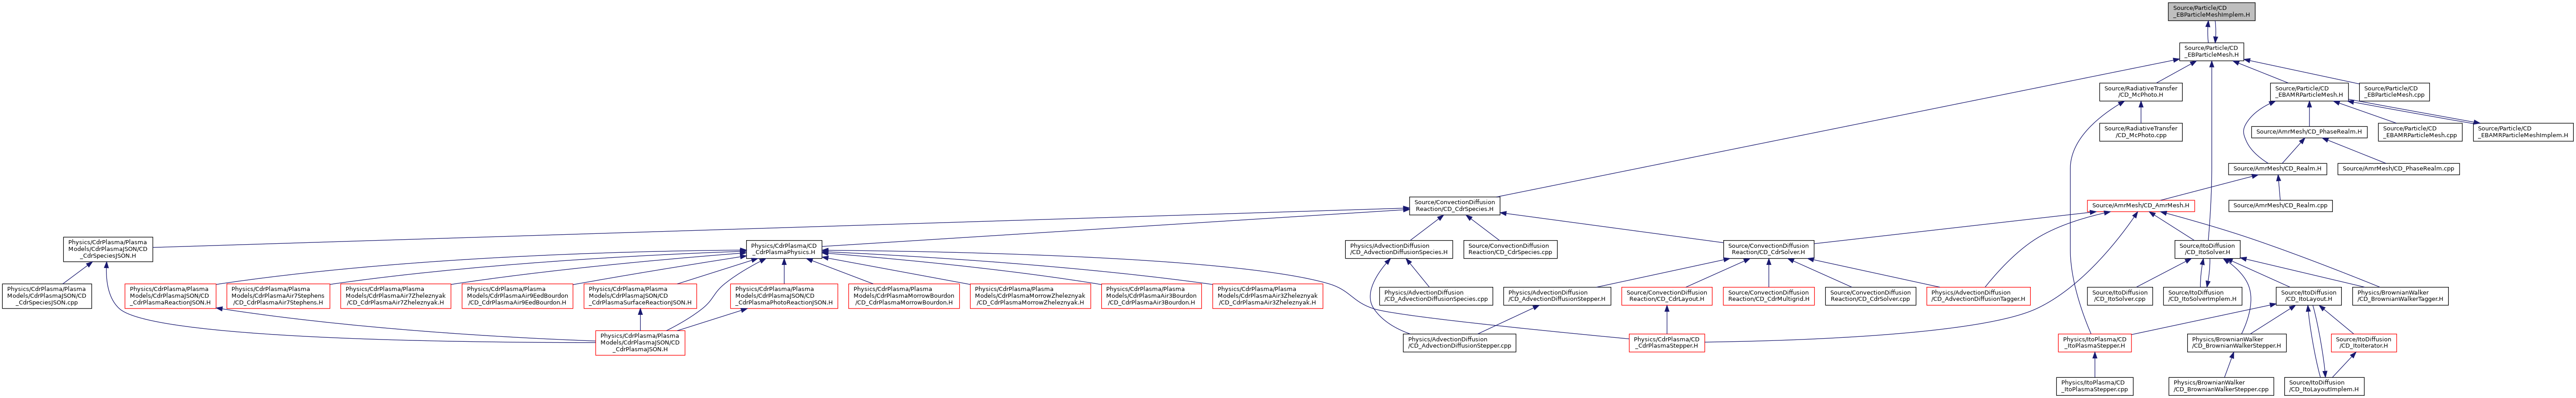 Source/Particle/CD
_EBParticleMeshImplem.H
Source/Particle/CD
_EBParticleMesh.H
Source/RadiativeTransfer
/CD_McPhoto.H
Source/Particle/CD
_EBAMRParticleMesh.H
Source/Particle/CD
_EBParticleMesh.cpp
Source/RadiativeTransfer
/CD_McPhoto.cpp
Source/AmrMesh/CD_PhaseRealm.H
Source/Particle/CD
_EBAMRParticleMesh.cpp
Source/Particle/CD
_EBAMRParticleMeshImplem.H
Source/AmrMesh/CD_Realm.H
Source/AmrMesh/CD_PhaseRealm.cpp
Source/ConvectionDiffusion
Reaction/CD_CdrSpecies.H
Source/AmrMesh/CD_AmrMesh.H
Source/AmrMesh/CD_Realm.cpp
Physics/CdrPlasma/Plasma
Models/CdrPlasmaJSON/CD
_CdrSpeciesJSON.H
Physics/CdrPlasma/CD
_CdrPlasmaPhysics.H
Physics/AdvectionDiffusion
/CD_AdvectionDiffusionSpecies.H
Source/ConvectionDiffusion
Reaction/CD_CdrSpecies.cpp
Source/ConvectionDiffusion
Reaction/CD_CdrSolver.H
Source/ItoDiffusion
/CD_ItoSolver.H
Physics/CdrPlasma/Plasma
Models/CdrPlasmaJSON/CD
_CdrSpeciesJSON.cpp
Physics/CdrPlasma/Plasma
Models/CdrPlasmaJSON/CD
_CdrPlasmaReactionJSON.H
Physics/CdrPlasma/Plasma
Models/CdrPlasmaAir7Stephens
/CD_CdrPlasmaAir7Stephens.H
Physics/CdrPlasma/Plasma
Models/CdrPlasmaAir7Zheleznyak
/CD_CdrPlasmaAir7Zheleznyak.H
Physics/CdrPlasma/Plasma
Models/CdrPlasmaAir9EedBourdon
/CD_CdrPlasmaAir9EedBourdon.H
Physics/CdrPlasma/Plasma
Models/CdrPlasmaJSON/CD
_CdrPlasmaSurfaceReactionJSON.H
Physics/CdrPlasma/Plasma
Models/CdrPlasmaJSON/CD
_CdrPlasmaPhotoReactionJSON.H
Physics/CdrPlasma/Plasma
Models/CdrPlasmaMorrowBourdon
/CD_CdrPlasmaMorrowBourdon.H
Physics/CdrPlasma/Plasma
Models/CdrPlasmaMorrowZheleznyak
/CD_CdrPlasmaMorrowZheleznyak.H
Physics/CdrPlasma/Plasma
Models/CdrPlasmaAir3Bourdon
/CD_CdrPlasmaAir3Bourdon.H
Physics/CdrPlasma/Plasma
Models/CdrPlasmaAir3Zheleznyak
/CD_CdrPlasmaAir3Zheleznyak.H
Physics/AdvectionDiffusion
/CD_AdvectionDiffusionSpecies.cpp
Physics/AdvectionDiffusion
/CD_AdvectionDiffusionStepper.H
Source/ConvectionDiffusion
Reaction/CD_CdrLayout.H
Source/ConvectionDiffusion
Reaction/CD_CdrMultigrid.H
Source/ConvectionDiffusion
Reaction/CD_CdrSolver.cpp
Physics/AdvectionDiffusion
/CD_AdvectionDiffusionTagger.H
Source/ItoDiffusion
/CD_ItoSolver.cpp
Source/ItoDiffusion
/CD_ItoSolverImplem.H
Source/ItoDiffusion
/CD_ItoLayout.H
Physics/BrownianWalker
/CD_BrownianWalkerTagger.H
Physics/CdrPlasma/Plasma
Models/CdrPlasmaJSON/CD
_CdrPlasmaJSON.H
Physics/AdvectionDiffusion
/CD_AdvectionDiffusionStepper.cpp
Physics/CdrPlasma/CD
_CdrPlasmaStepper.H
Physics/ItoPlasma/CD
_ItoPlasmaStepper.H
Physics/BrownianWalker
/CD_BrownianWalkerStepper.H
Source/ItoDiffusion
/CD_ItoIterator.H
Physics/ItoPlasma/CD
_ItoPlasmaStepper.cpp
Physics/BrownianWalker
/CD_BrownianWalkerStepper.cpp
Source/ItoDiffusion
/CD_ItoLayoutImplem.H